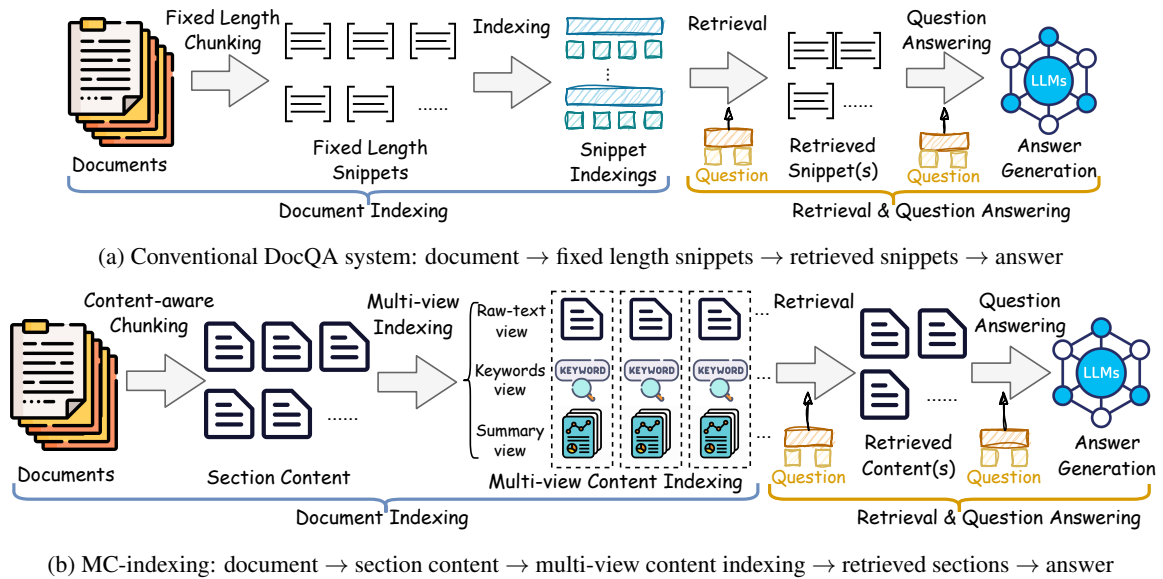 Fixed Length
Chunking
Indexing
Retrieval
Question
Answering
LLMs
......
......
Documents
Fixed Length
Snippets
Snippet
Indexings
Question
Retrieved
Snippet(s)
Question
Answer
Generation
Document Indexing
Retrieval & Question Answering
(a) Conventional DocQA system: document → fixed length snippets → retrieved snippets → answer
Content-aware
Chunking
Multi-view
Indexing
Raw-text
view
...
Retrieval
Question
Answering
KEYWORD
KEYWORD
KEYWORD
Keywords
view
...
LLMs
......
......
Summary
view
...
Documents
Section Content
Multi-view Content Indexing
Question
Retrieved
Content(s)
Question
Answer
Generation
Document Indexing
Retrieval & Question Answering
(b) MC-indexing: document → section content → multi-view content indexing → retrieved sections → answer